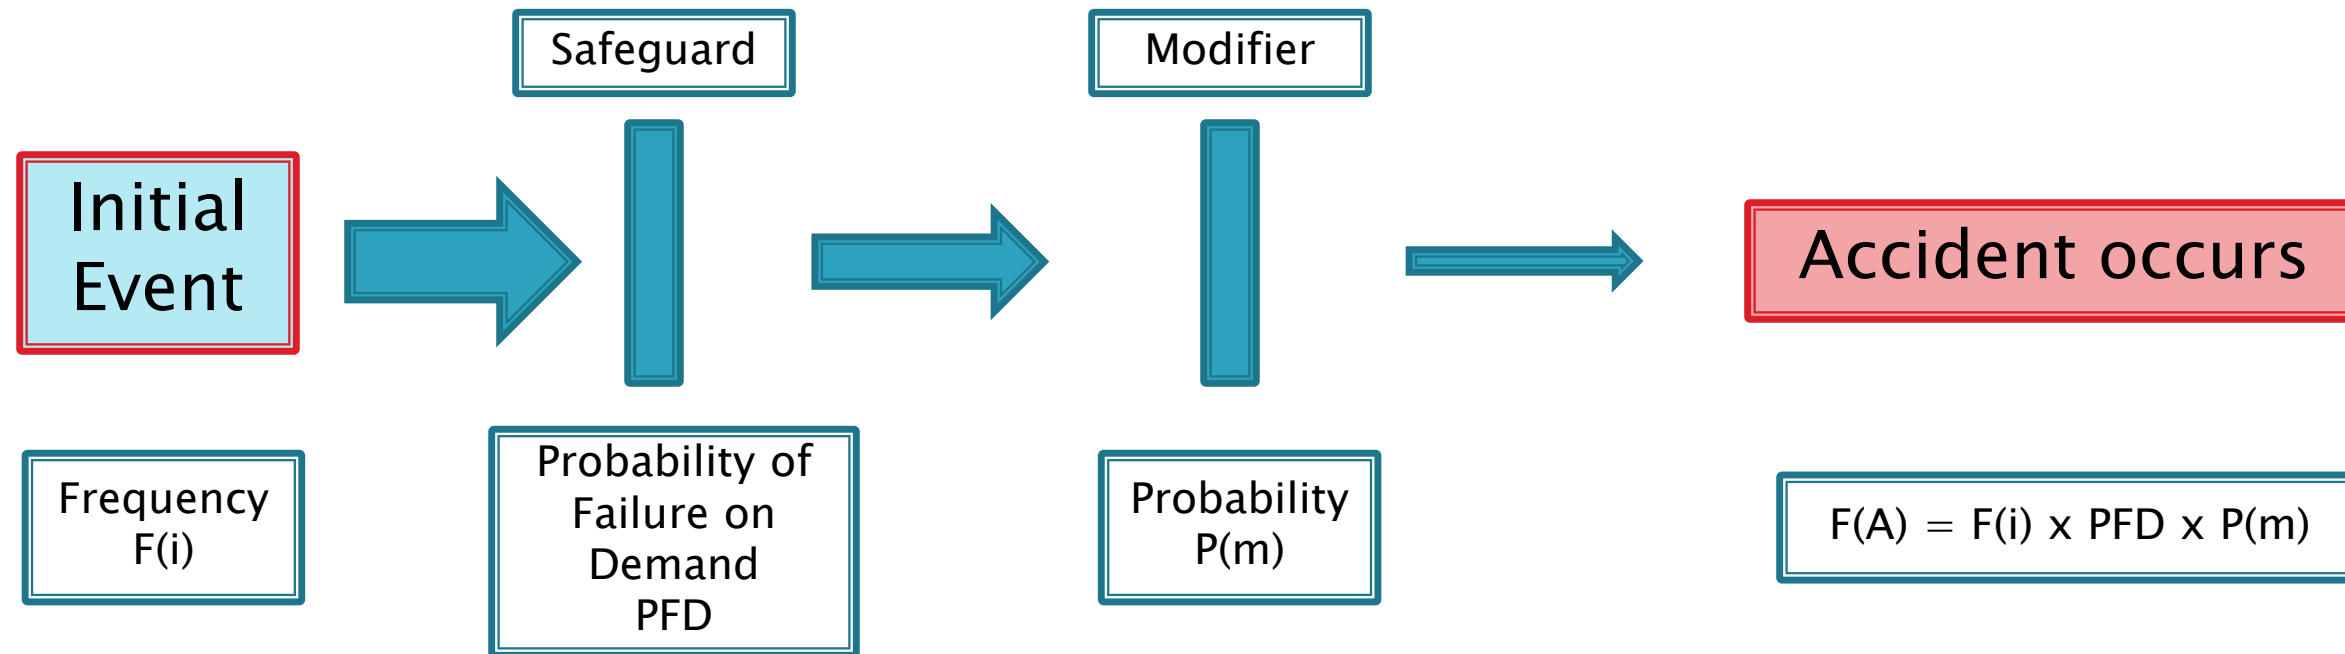 Safeguard
Modifier
Initial
Event
Accident occurs
Frequency
F(i)
Probability of
Failure on
Demand
PFD
Probability
P(m)
F(A) = F(i) x PFD x P(m)